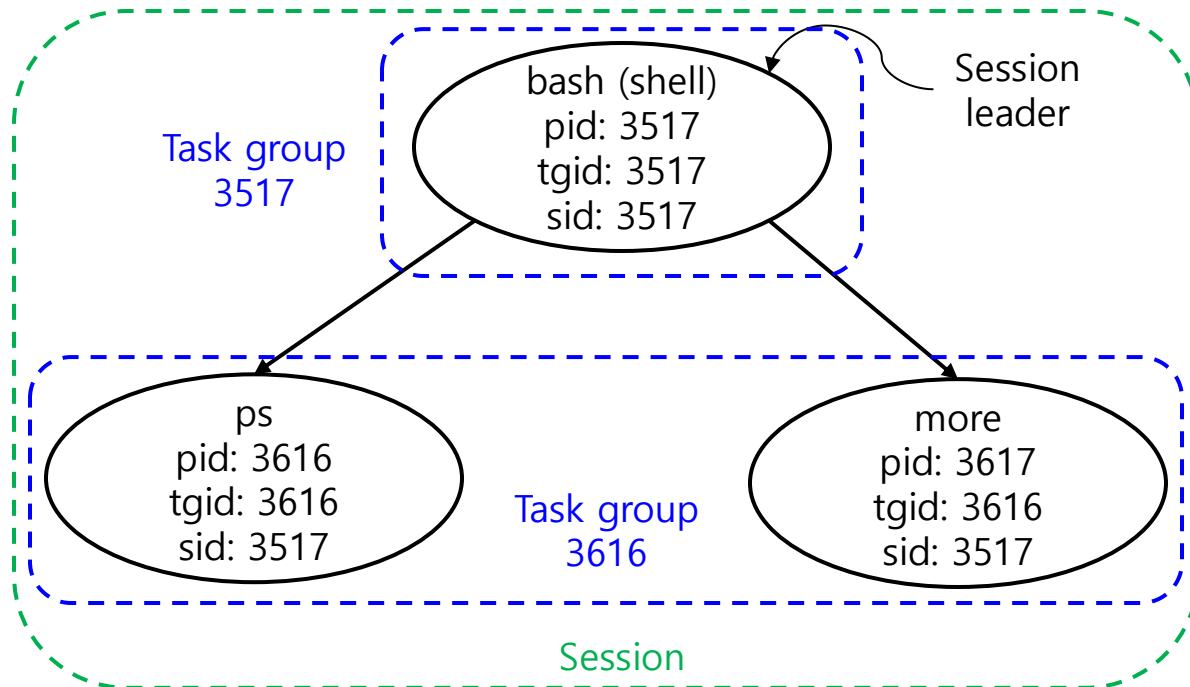 bash (shell)
pid: 3517
tgid: 3517
sid: 3517
Session
leader
Task group
3517
ps
pid: 3616
tgid: 3616
sid: 3517
Task group
3616
more
pid: 3617
tgid: 3616
sid: 3517
Session